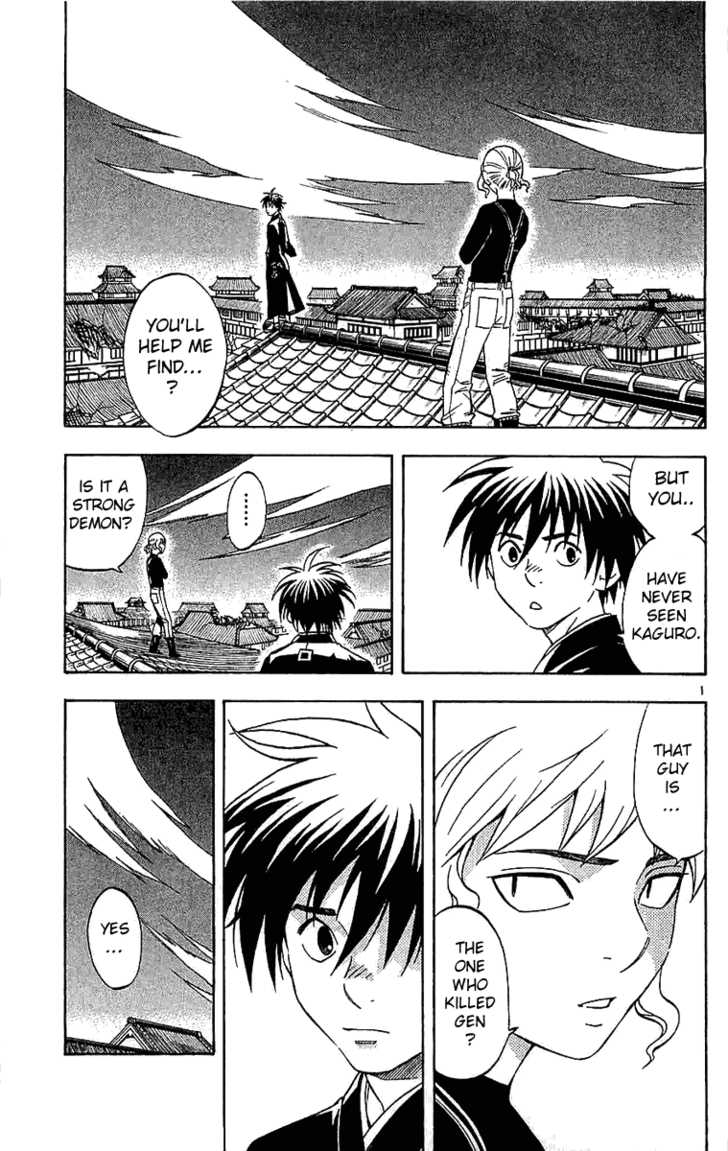 YOU'LL
HELP ME
FIND...
?
BUT
YOU..
HAVE
NEVER
SEEN
KAGURO.
......
IS IT A
STRONG
DEMON?
1
THAT
GUY
IS
...
THE
ONE
WHO
KILLED
GEN
?
YES
...